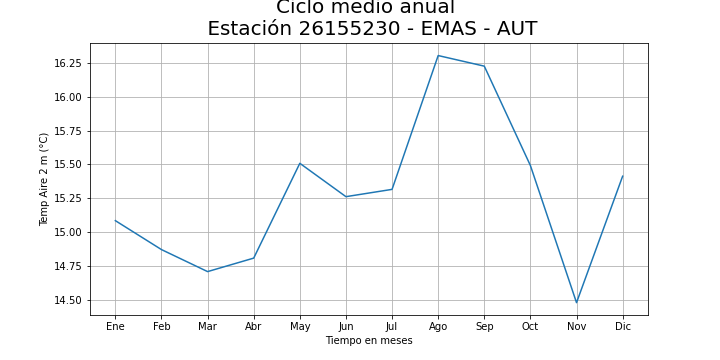 Ciclo medio anual
Estación 26155230 - EMAS - AUT
16.25
16.00
15.75
15.50
15.25
15.00
14.75
14.50
Temp Aire 2 m (°C)
Ene Feb Mar Abr May Jun Jul Ago Sep Oct Nov Dic
Tiempo en meses